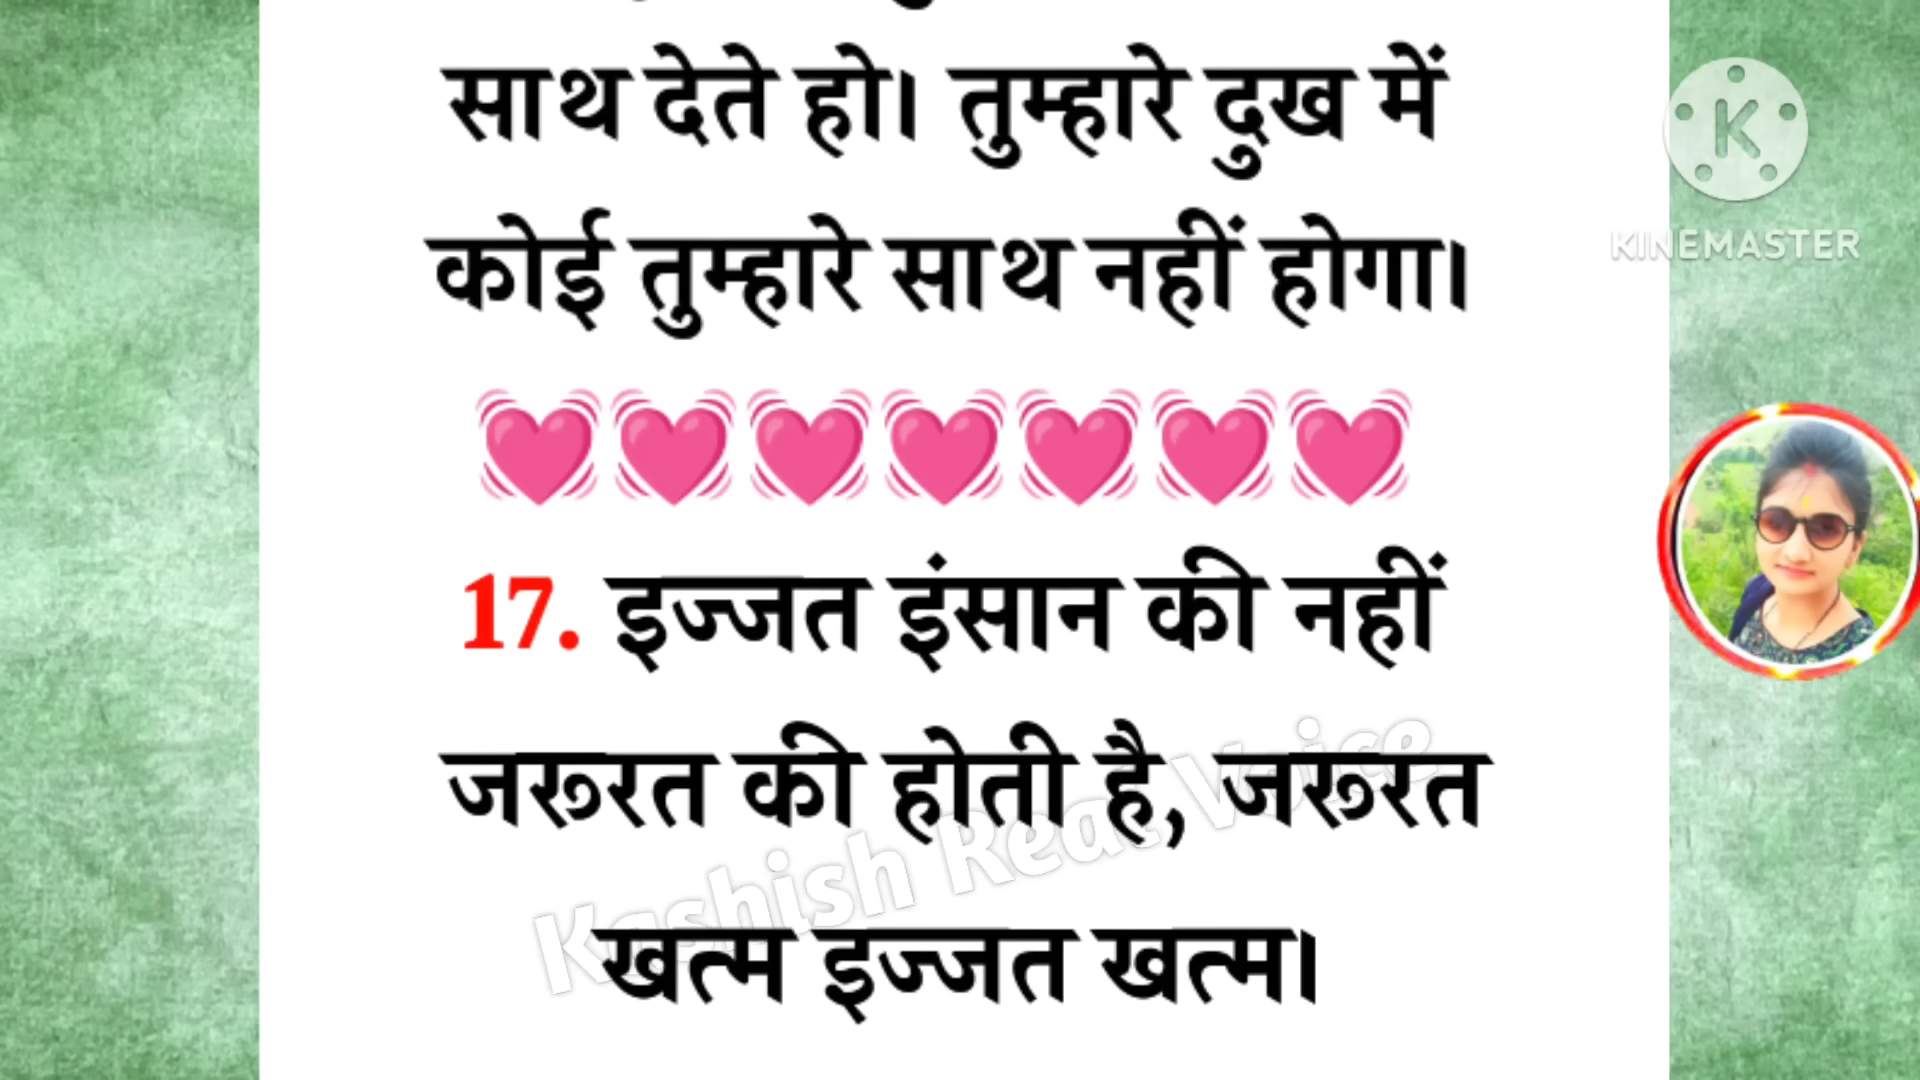 साथ देते हो। तुम्हारे दुख में
कोई तुम्हारे साथ नहीं होगा।
17. इज्जत इंसान की नहीं
जरूरत की होती है, जरूरत
खत्म इज्जत खत्म।
Kashish Real Voice
K
KINEMASTER